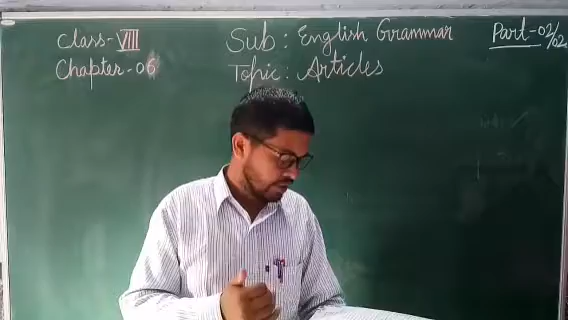 Class-VIII
Sub: English Grammar
Part-02/02
Chapter-06
Topic: Articles